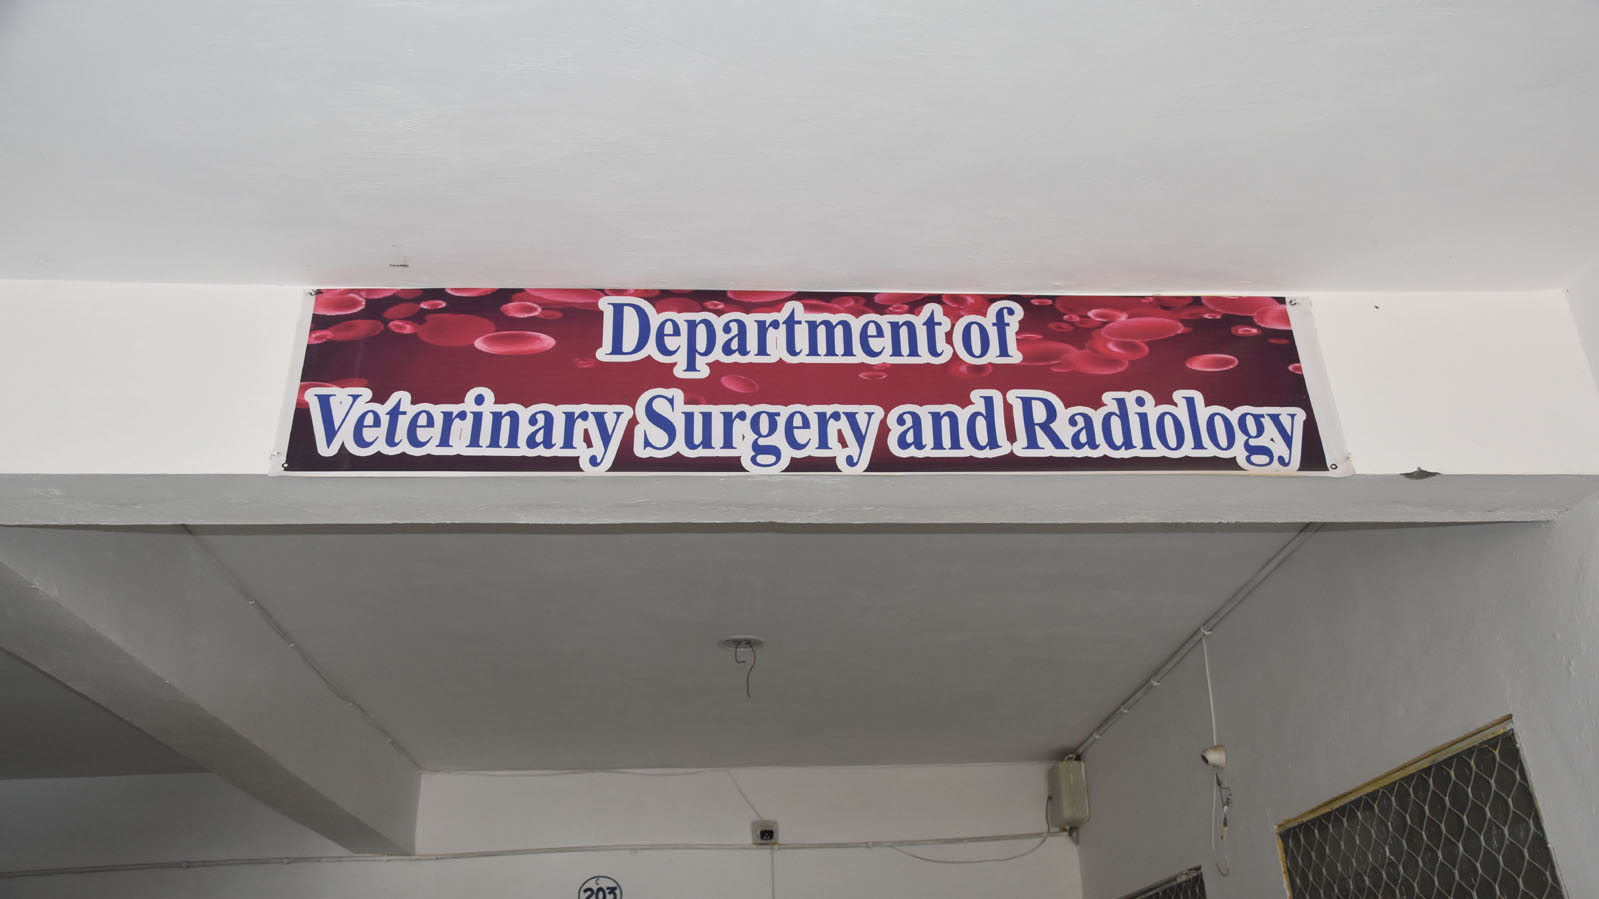 Department of
Veterinary Surgery and Radiology
C
203